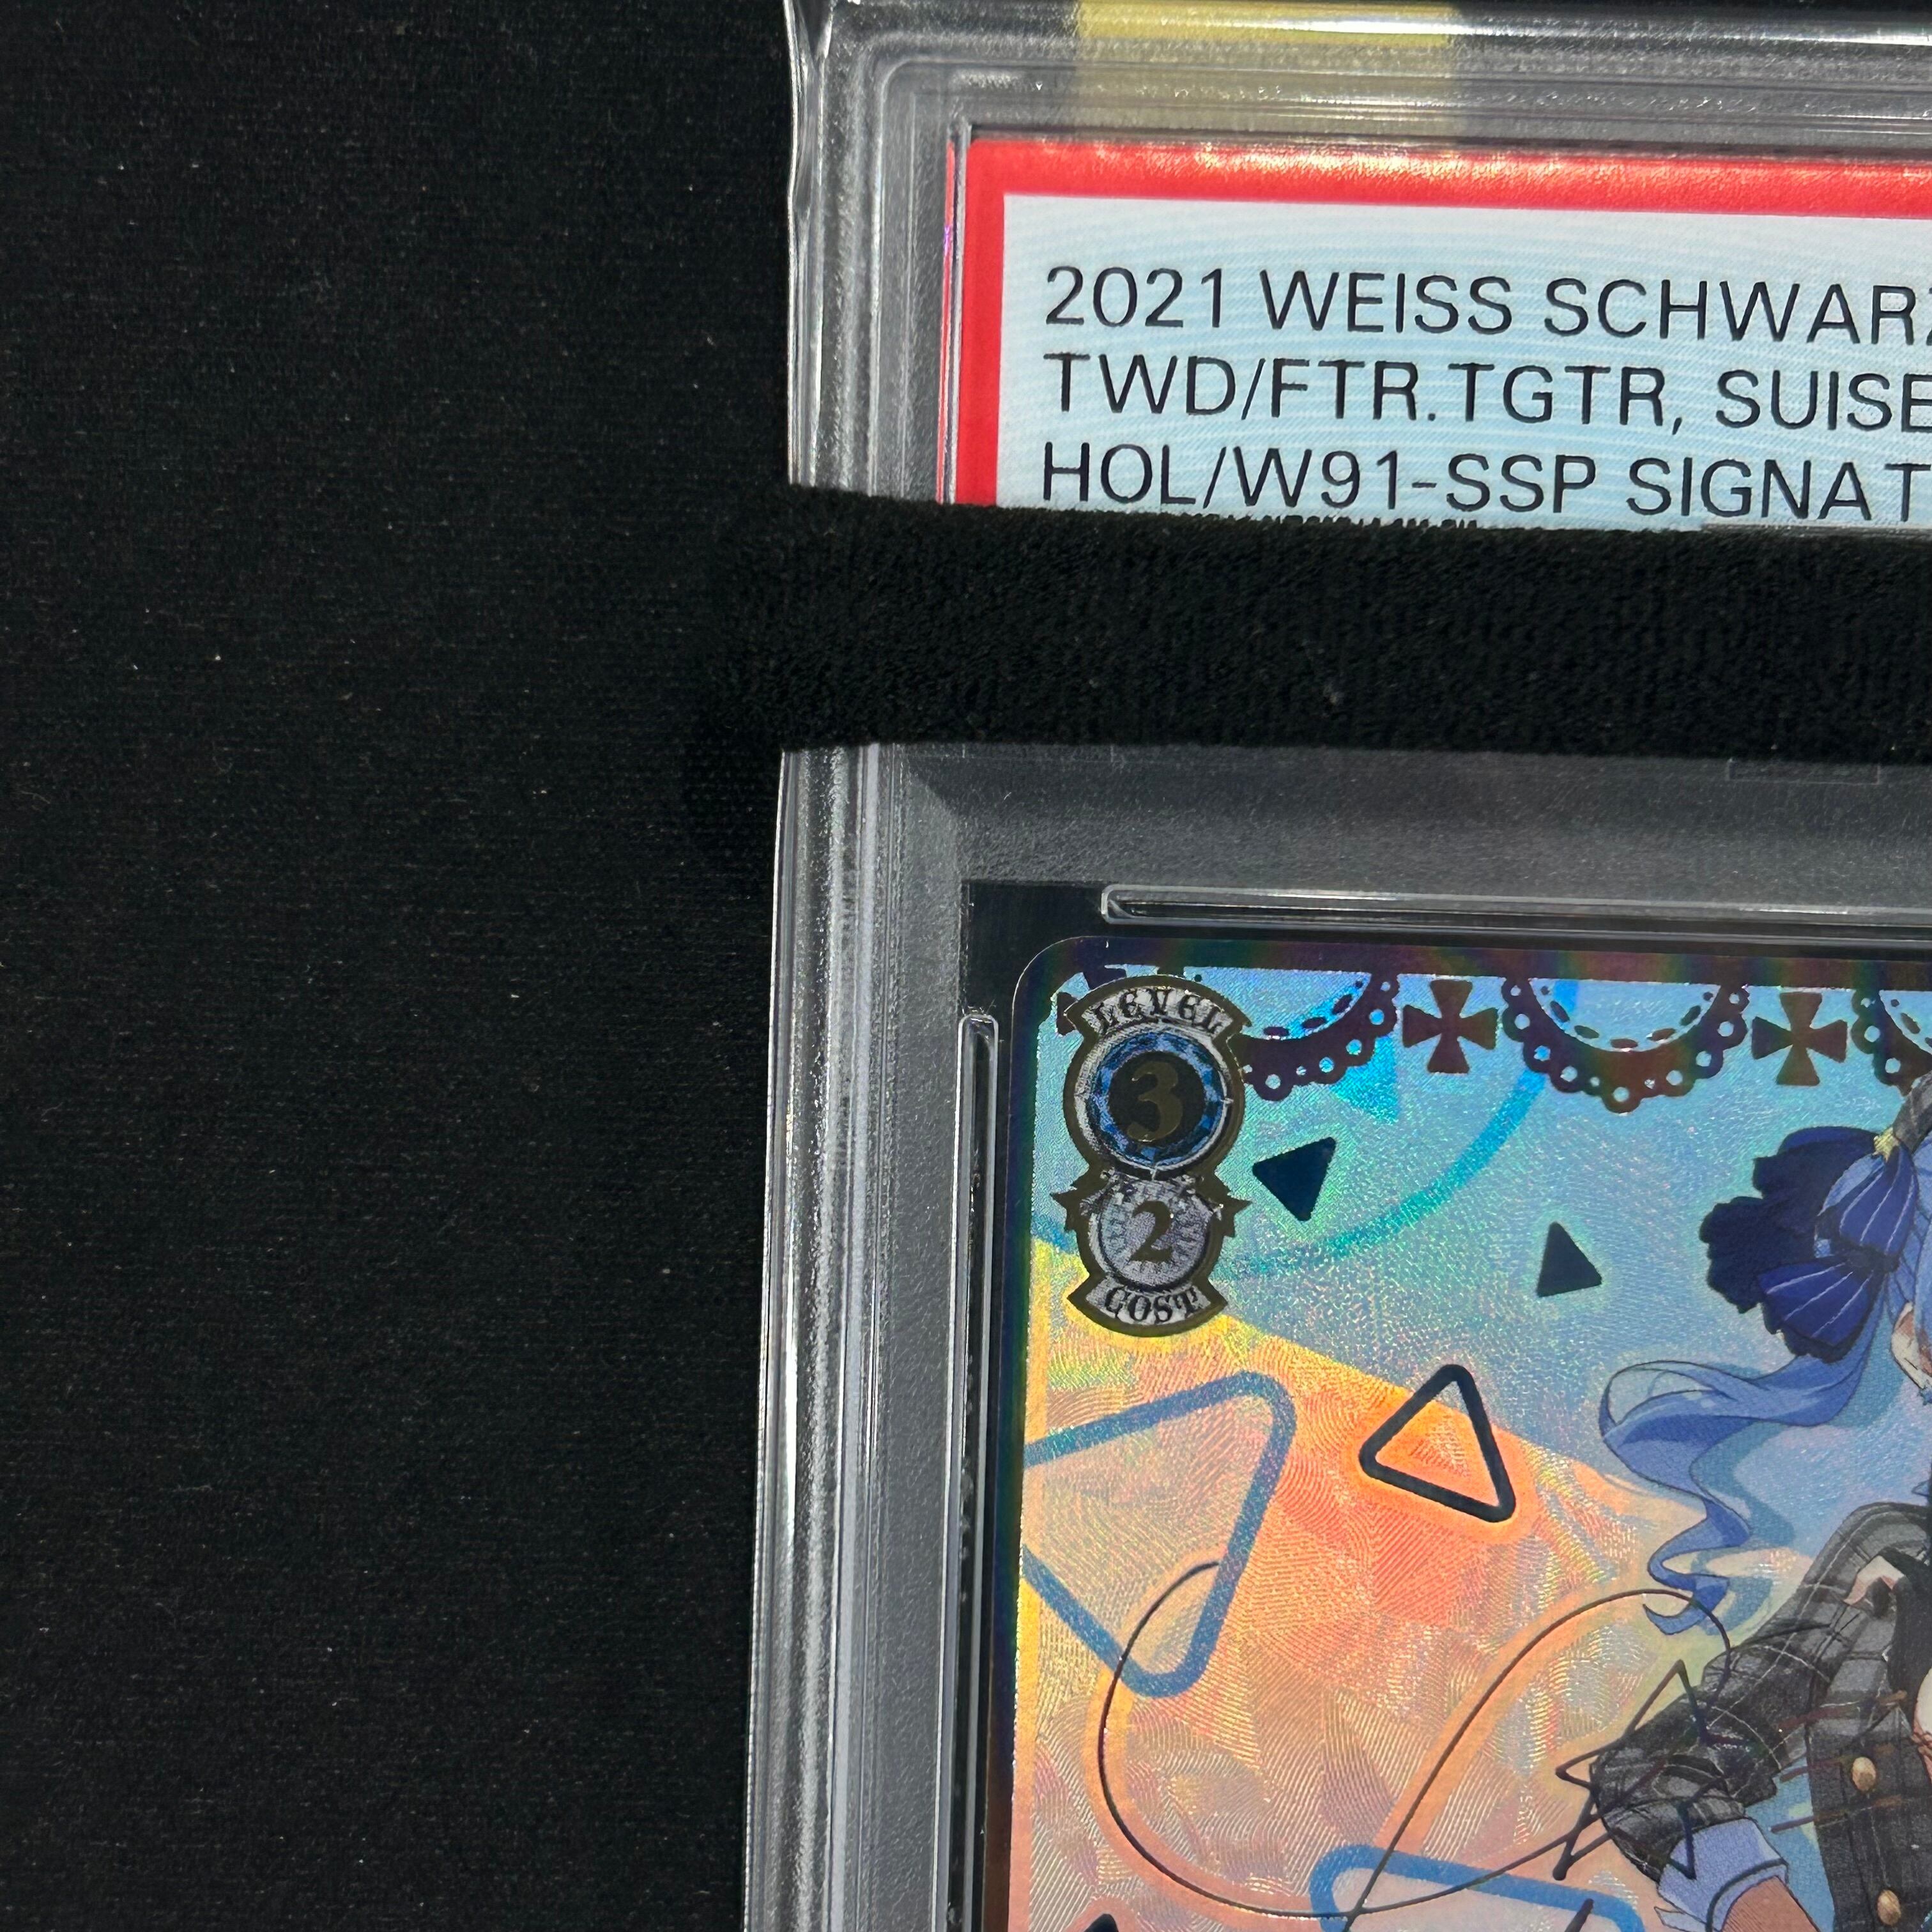 2021 WEISS SCHWARZ
TWD/FTR.TGTR, SUISE
HOL/W91-SSP SIGNAT
LEVEL
3
2
COST